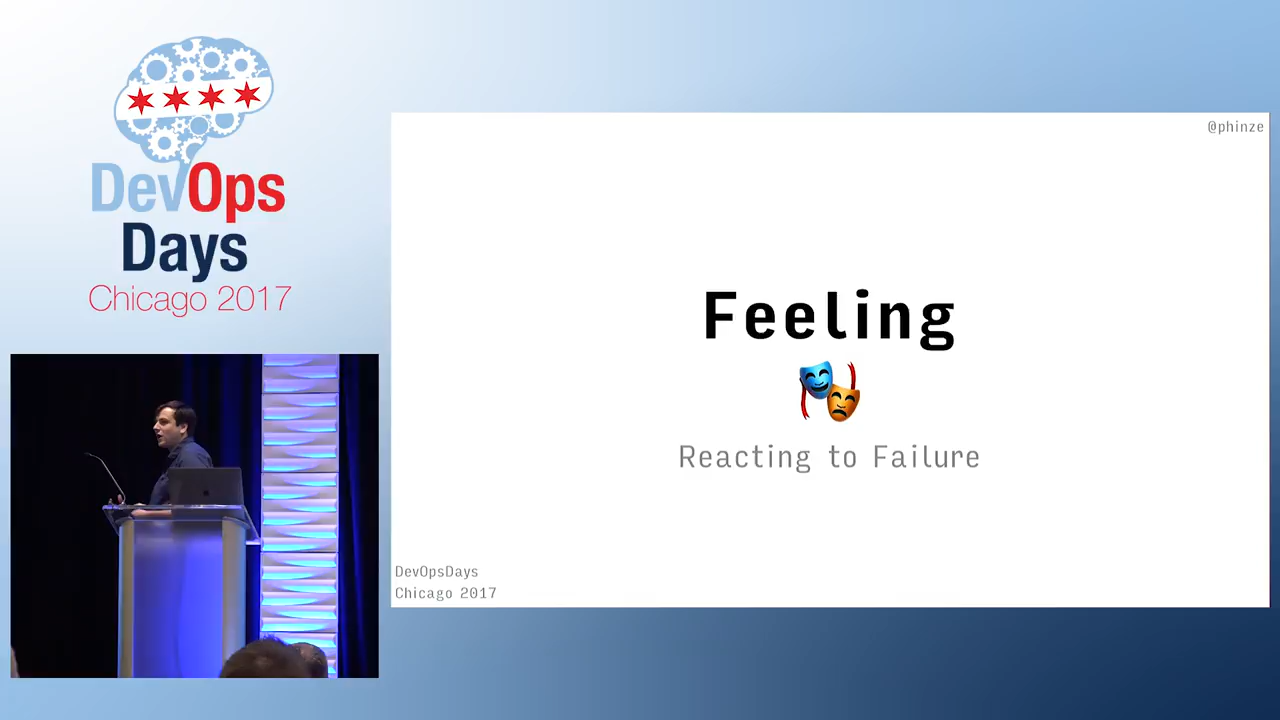 DevOps
Days
Chicago 2017
@phinze
Feeling
Reacting to Failure
DevOpsDays
Chicago 2017